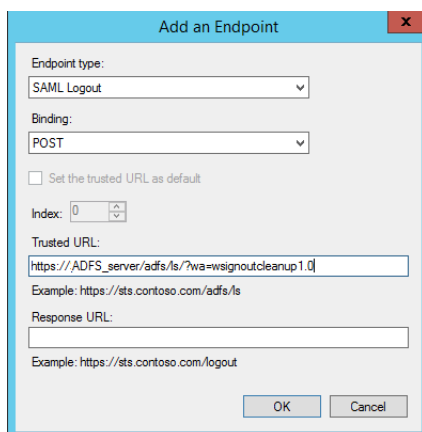 Add an Endpoint
x
Endpoint type:
SAML Logout
Binding:
POST
Set the trusted URL as default
Index: 0
Trusted URL:
https://.ADFS_server/adfs/ls/?wa=wsignoutcleanup1.0
Example: https://sts.contoso.com/adfs/ls
Response URL:
Example: https://sts.contoso.com/logout
OK Cancel